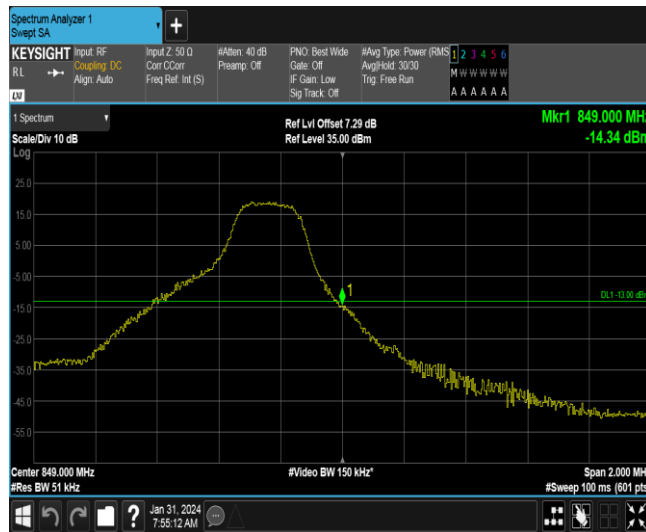 Spectrum Analyzer 1
Swept SA
KEYSIGHT
RL
LXI
Input: RF
Coupling: DC
Align: Auto
Input Z: 50 Ω
Corr CCorr
Freq Ref: Int (S)
#Atten: 40 dB
Preamp: Off
PNO: Best Wide
Gate: Off
IF Gain: Low
Sig Track: Off
#Avg Type: Power (RMS
Avg|Hold: 30/30
Trig: Free Run
1 2 3 4 5 6
M W W W W W
A A A A A A
1 Spectrum
Scale/Div 10 dB
Ref Lvl Offset 7.29 dB
Ref Level 35.00 dBm
Mkr1 849.000 MHz
-14.34 dBm
Log
25.0
15.0
5.00
-5.00
-15.0
-25.0
-35.0
-45.0
-55.0
1
DL1 -13.00 dBm
Center 849.000 MHz
#Video BW 150 kHz*
Span 2.000 MHz
#Res BW 51 kHz
#Sweep 100 ms (601 pts)
?
Jan 31, 2024
7:55:12 AM